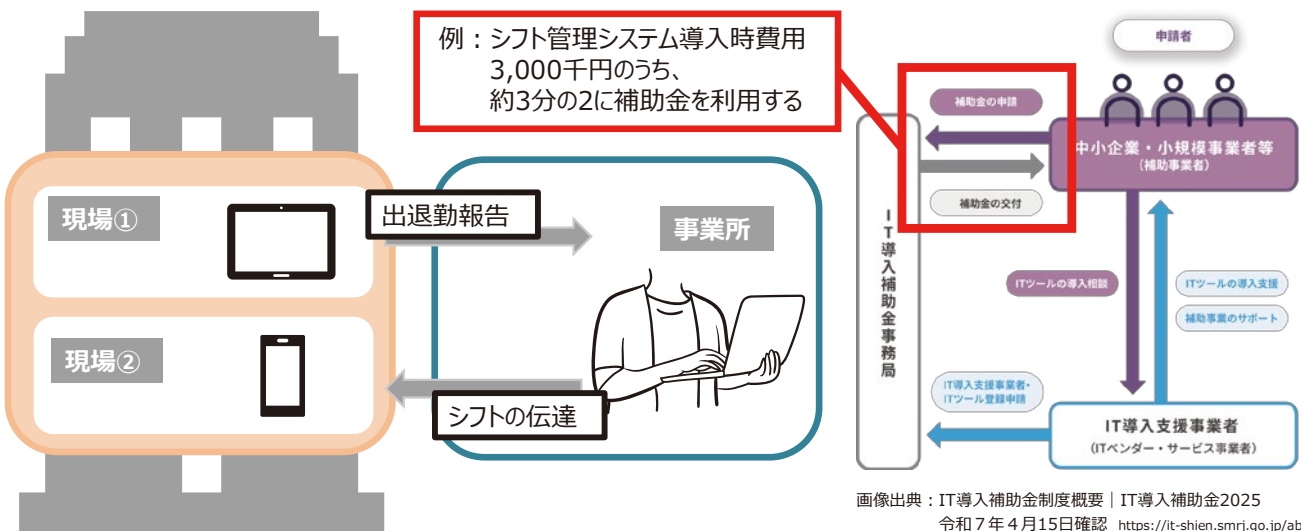 例：シフト管理システム導入時費用
3,000千円のうち、
約3分の2に補助金を利用する
現場①
出退勤報告
事業所
現場②
シフトの伝達
申請者
補助金の申請
中小企業・小規模事業者等
（補助事業者）
補助金の交付
IT導入補助金事務局
ITツールの導入相談
ITツールの導入支援
補助事業のサポート
IT導入支援事業者・
ITツール登録申請
IT導入支援事業者
（ITベンダー・サービス事業者）
画像出典：IT導入補助金制度概要｜IT導入補助金2025
令和７年４月15日確認 https://it-shien.smrj.go.jp/ab